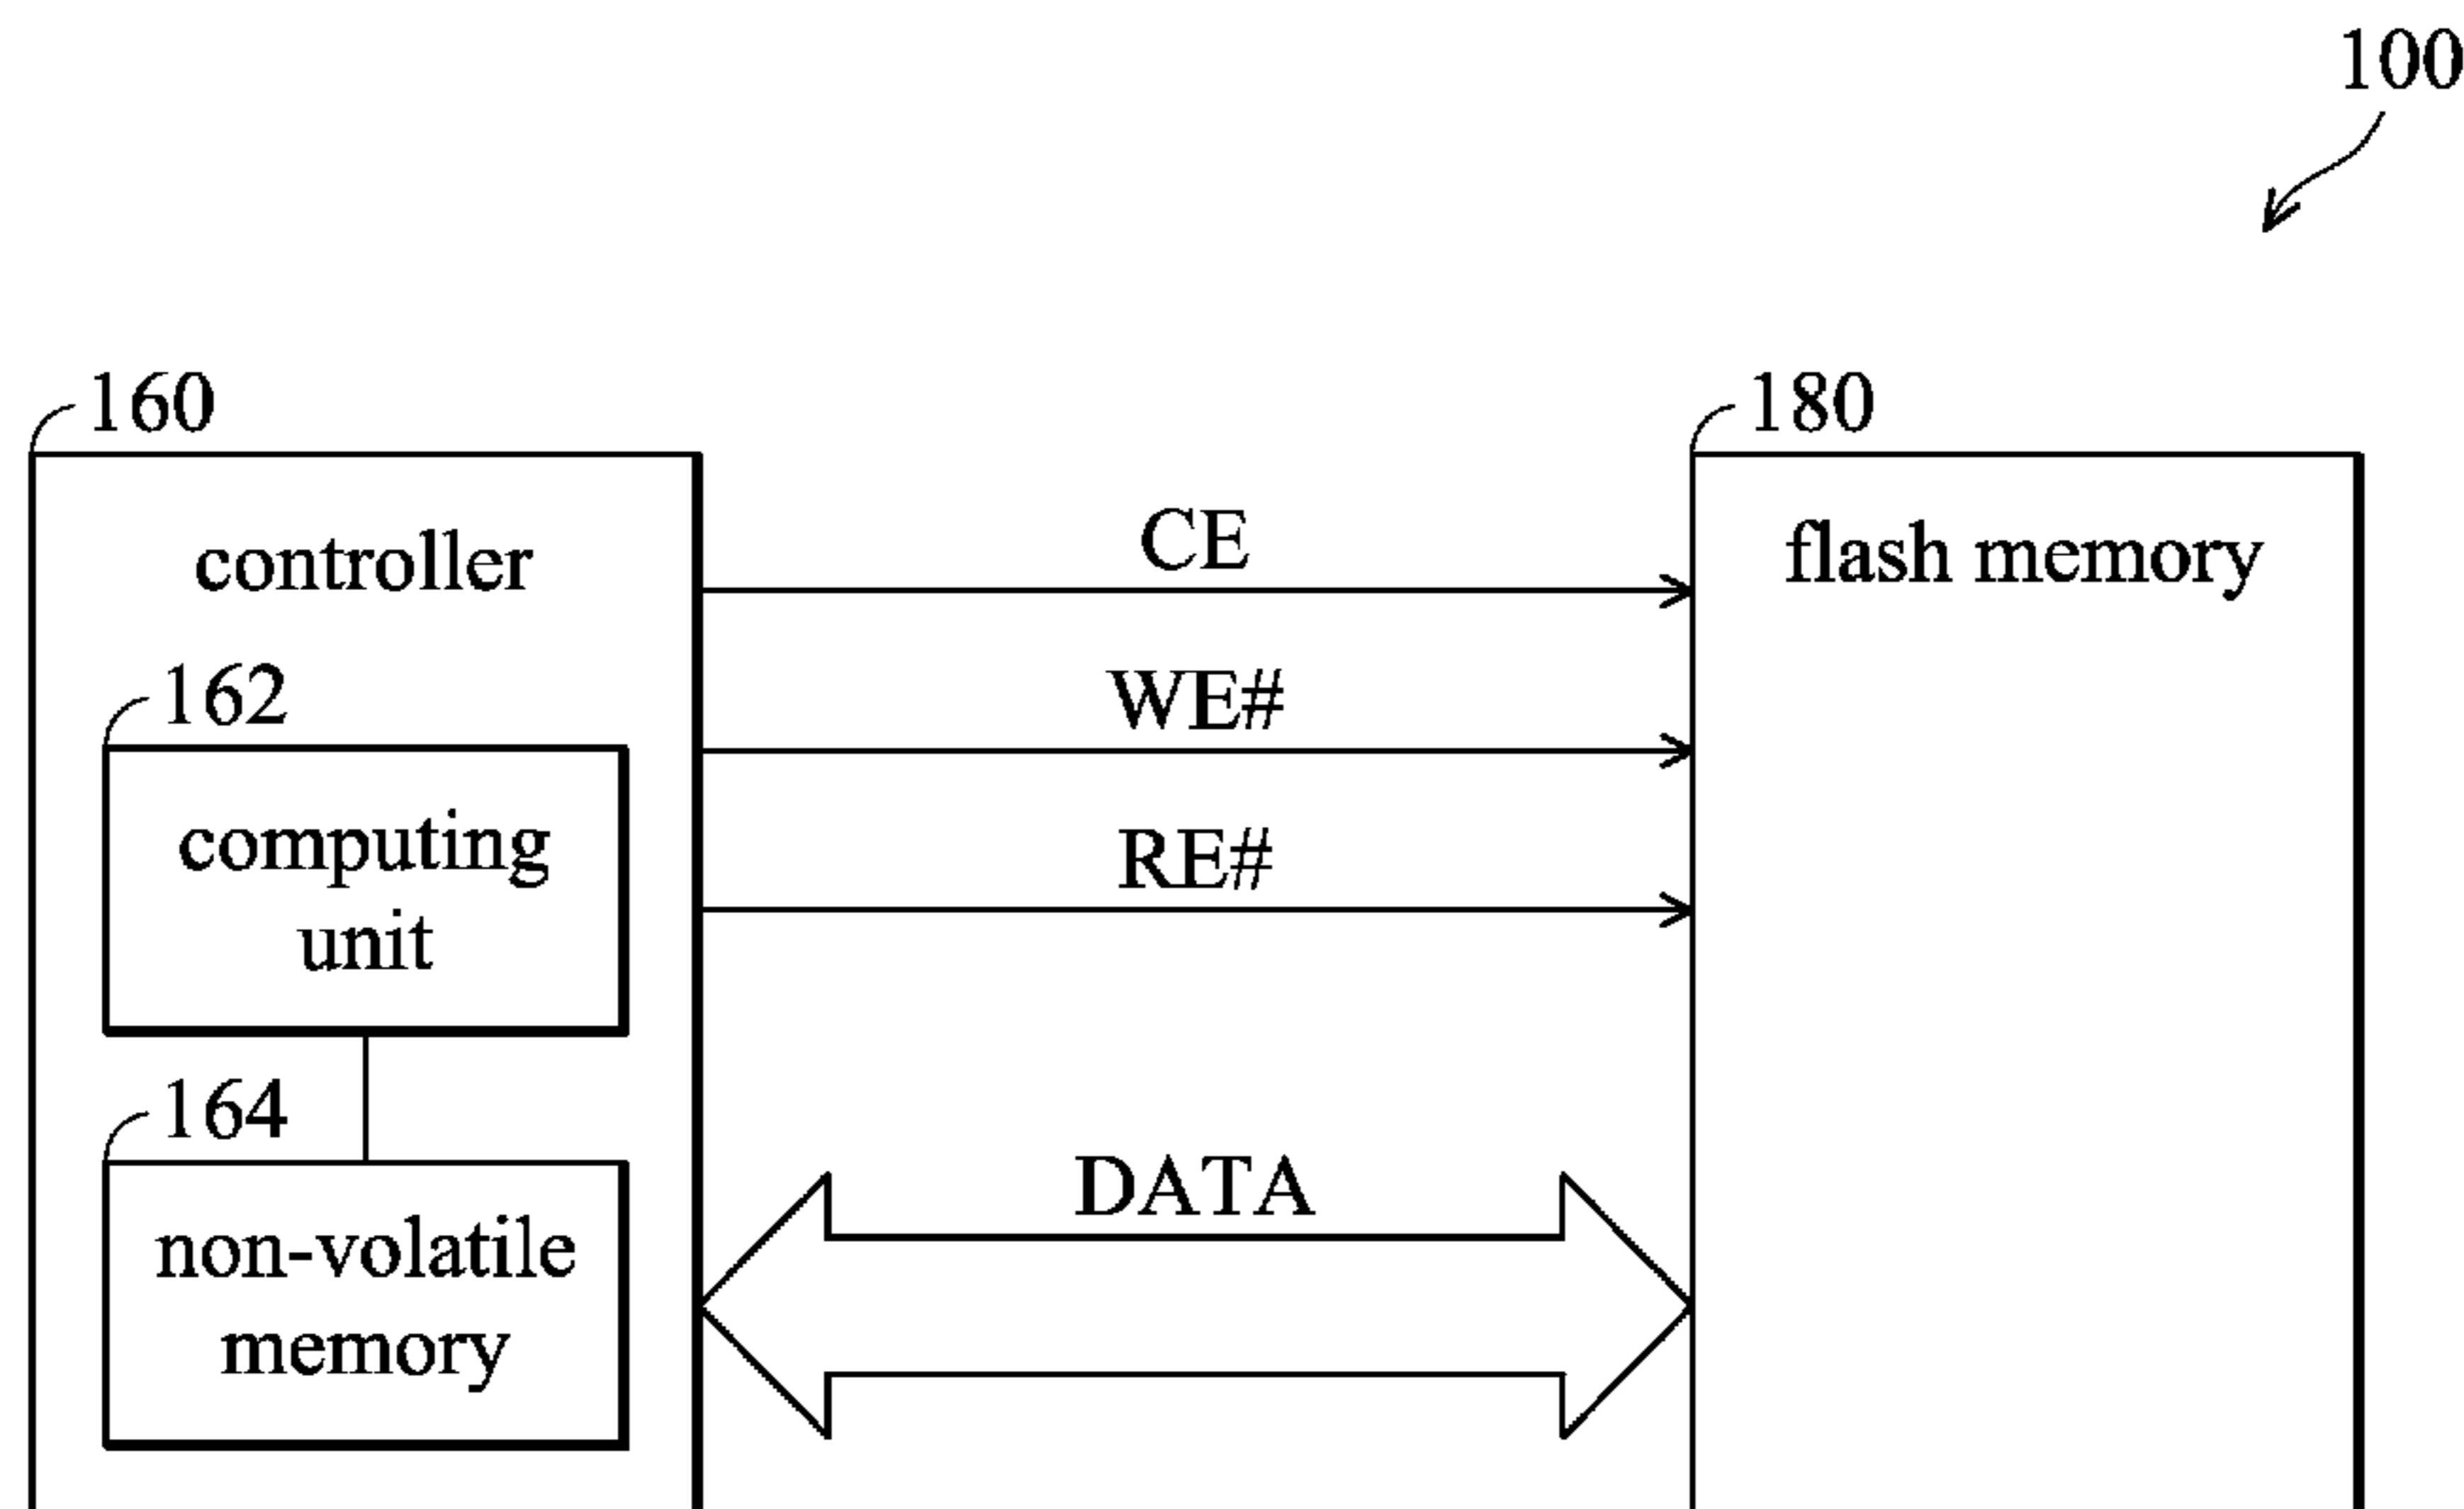 100
160
180
controller
CE
flash memory
162
WE#
computing
unit
RE#
164
DATA
non-volatile
memory